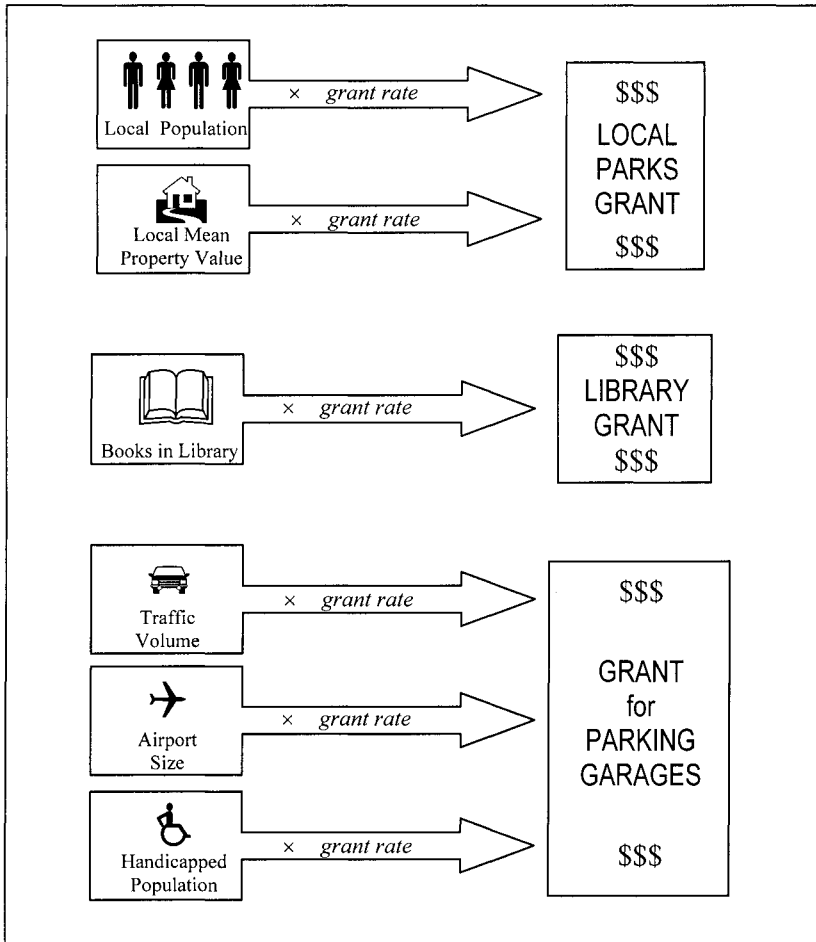 × grant rate
Local Population
× grant rate
Local Mean
Property Value
$$$
LOCAL
PARKS
GRANT
$$$
× grant rate
Books in Library
$$$
LIBRARY
GRANT
$$$
× grant rate
Traffic
Volume
× grant rate
Airport
Size
× grant rate
Handicapped
Population
$$$
GRANT
for
PARKING
GARAGES
$$$